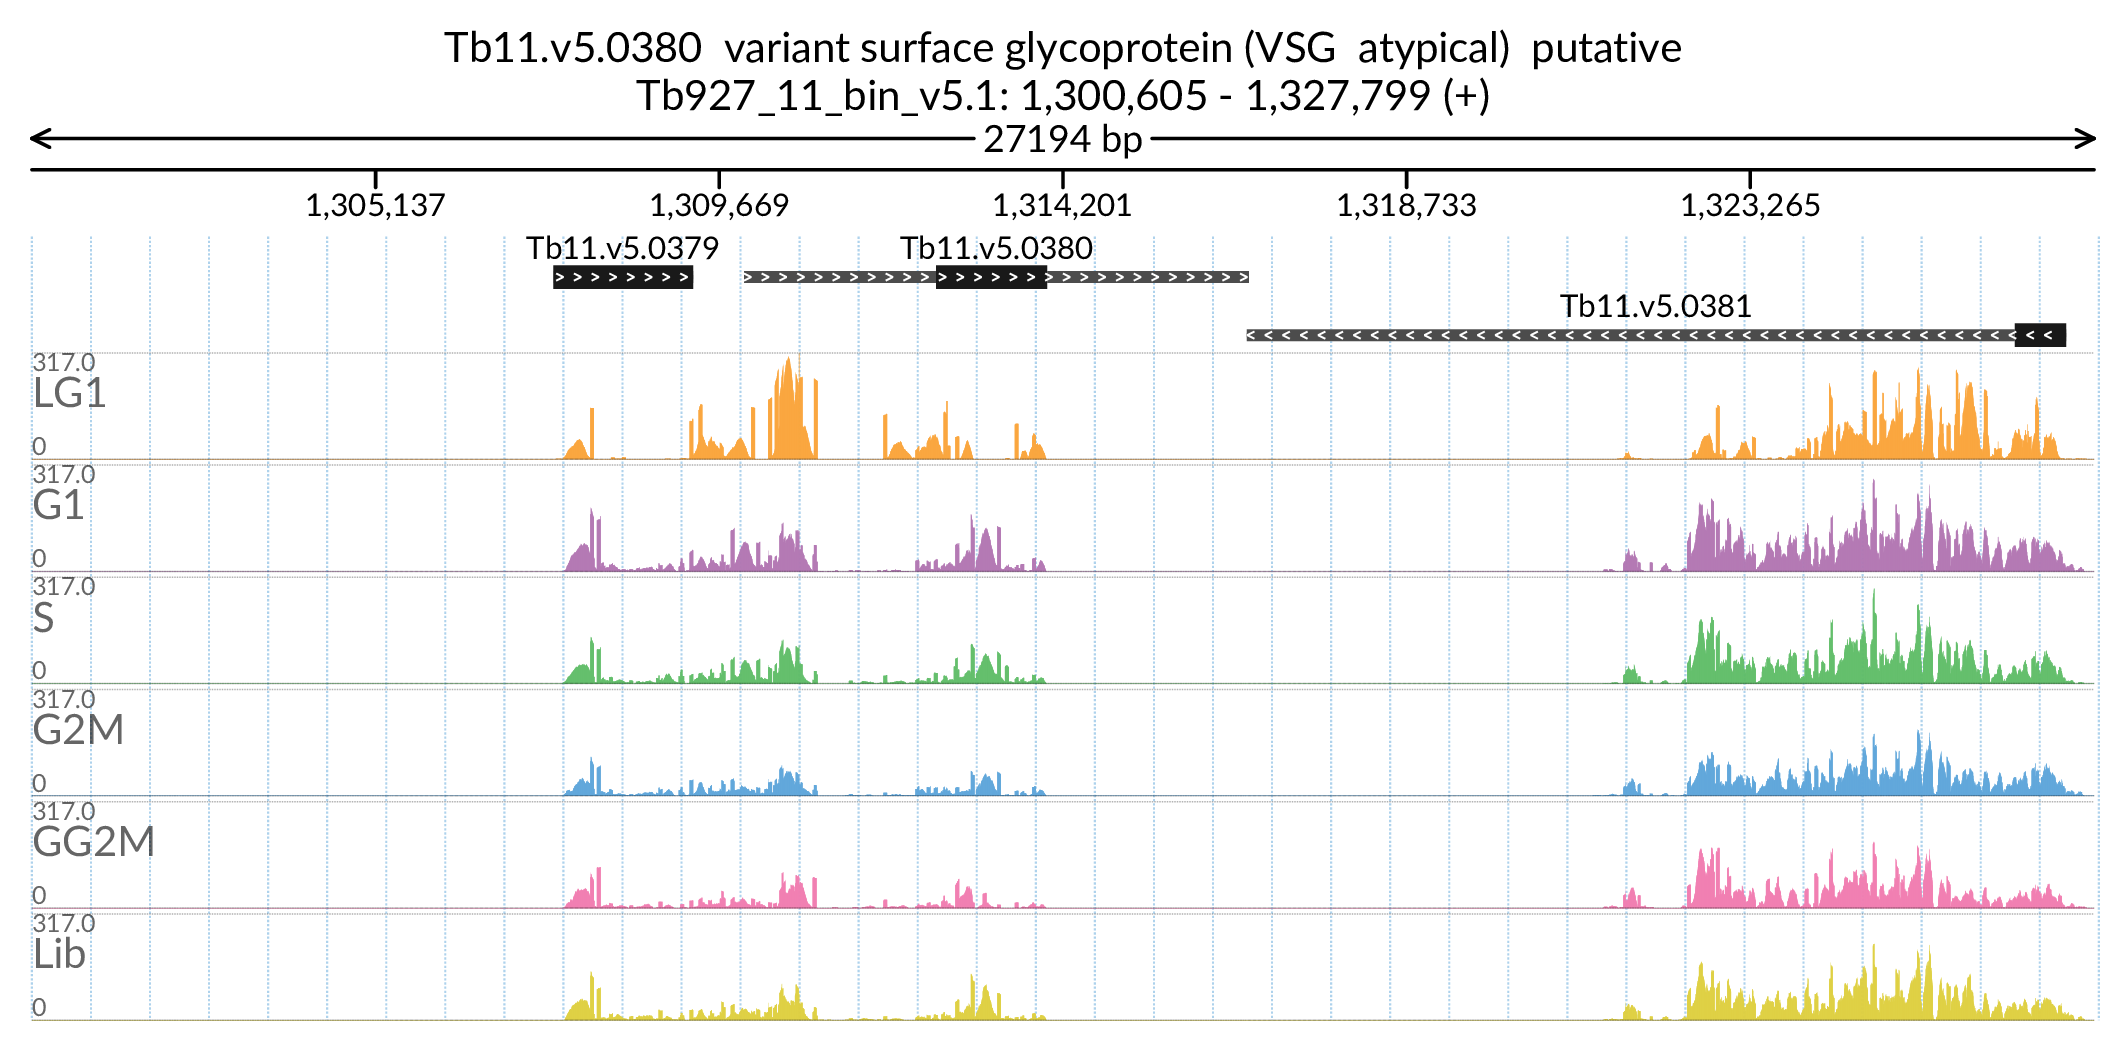 Tb11.v5.0380 variant surface glycoprotein (VSG atypical) putative
Tb927_11_bin_v5.1: 1,300,605 - 1,327,799 (+)
27194 bp
1,305,137 1,309,669 1,314,201 1,318,733 1,323,265
Tb11.v5.0379 Tb11.v5.0380
Tb11.v5.0381
317.0
LG1
0
317.0
G1
0
317.0
S
0
317.0
G2M
0
317.0
GG2M
0
317.0
Lib
0